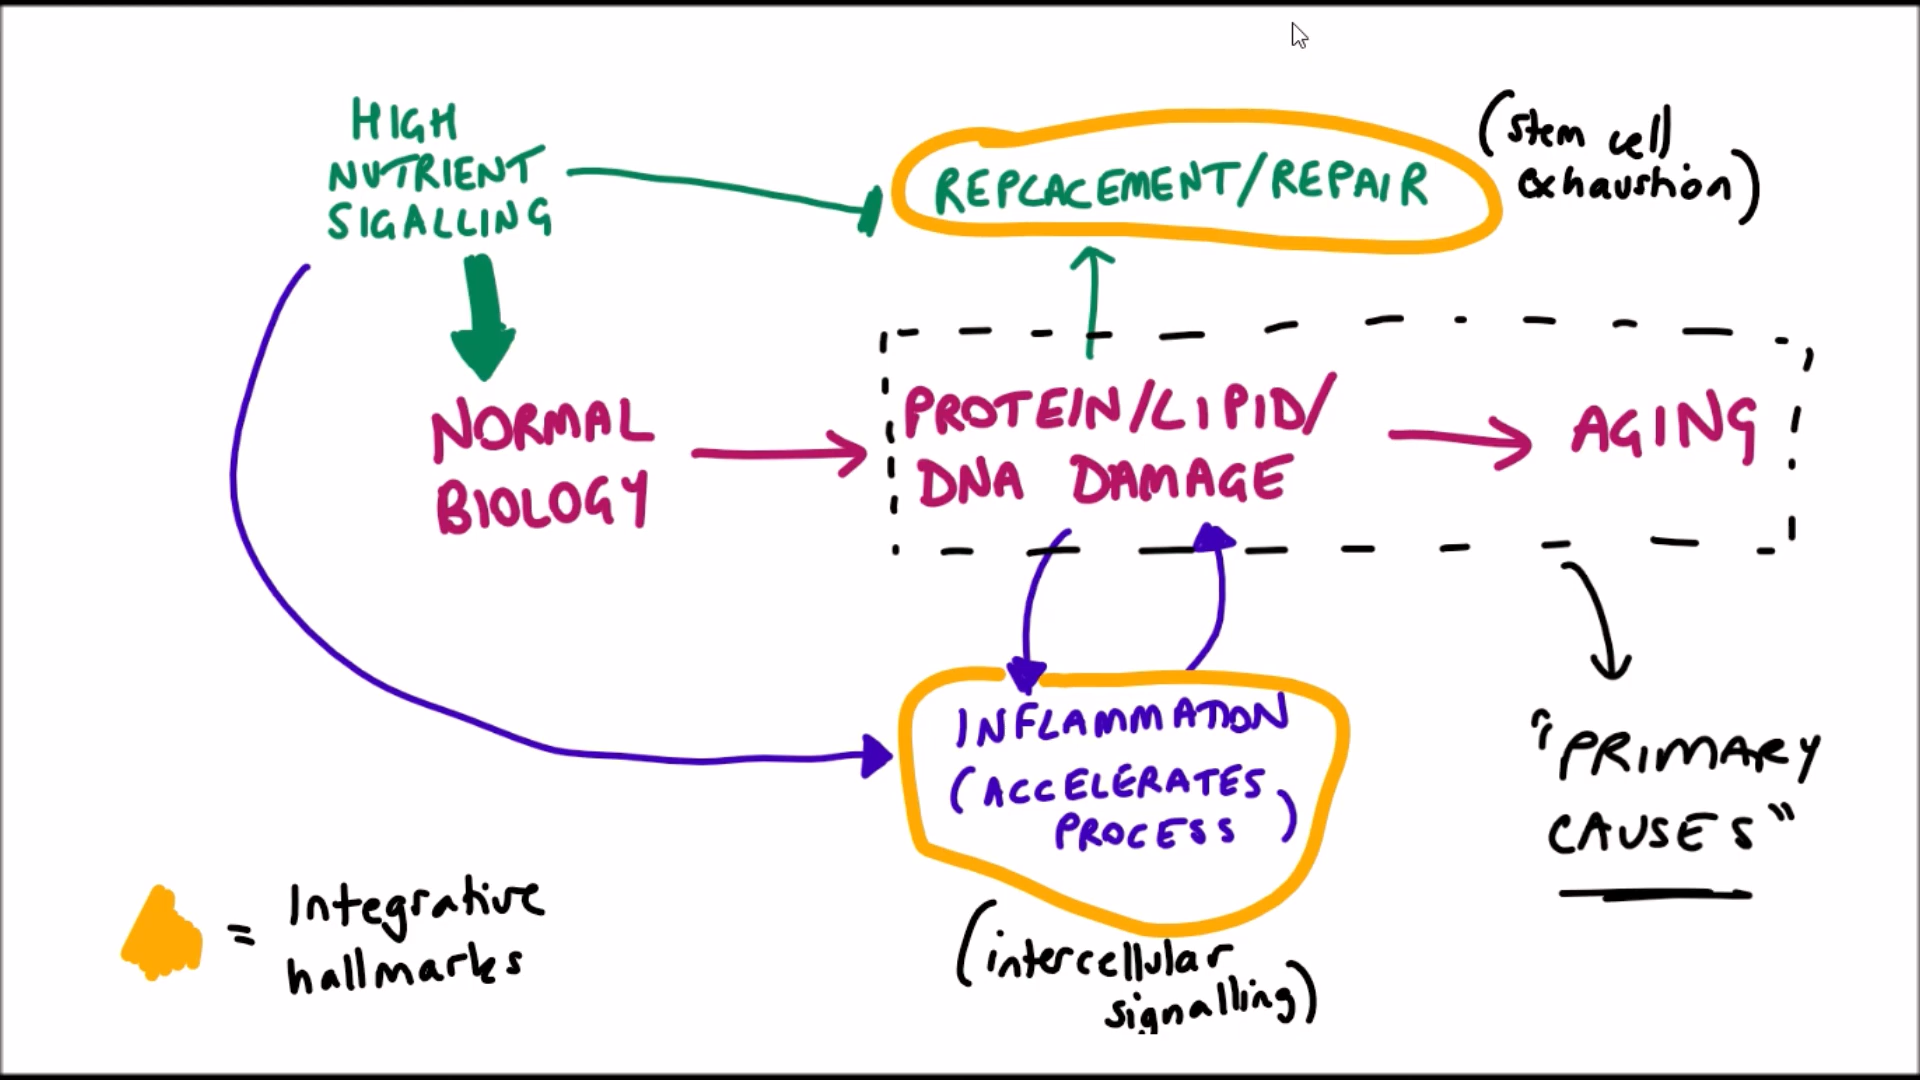 HIGH
NUTRIENT
SIGALLING
REPLACEMENT/REPAIR
(stem cell
exhaustion)
NORMAL
BIOLOGY
PROTEIN/LIPID/
DNA DAMAGE
AGING
INFLAMMATION
(ACCELERATES
PROCESS)
(intercellular
signalling)
"PRIMARY
CAUSES"
= Integrative
hallmarks